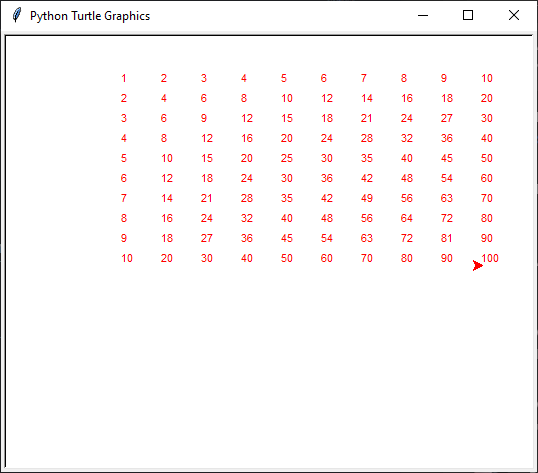 Python Turtle Graphics
1 2 3 4 5 6 7 8 9 10
2 4 6 8 10 12 14 16 18 20
3 6 9 12 15 18 21 24 27 30
4 8 12 16 20 24 28 32 36 40
5 10 15 20 25 30 35 40 45 50
6 12 18 24 30 36 42 48 54 60
7 14 21 28 35 42 49 56 63 70
8 16 24 32 40 48 56 64 72 80
9 18 27 36 45 54 63 72 81 90
10 20 30 40 50 60 70 80 90 100